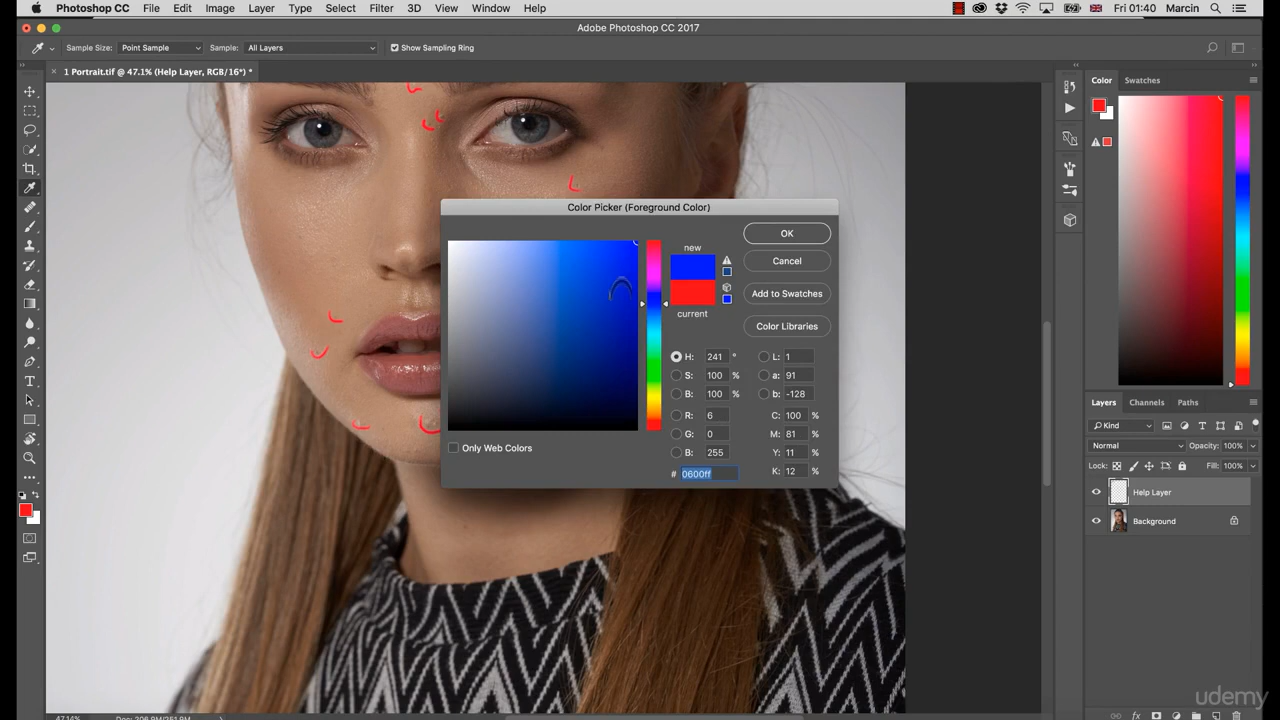 Photoshop CC File Edit Image Layer Type Select Filter 3D View Window Help Fri 01:40 Marcin
Adobe Photoshop CC 2017
Sample Size: Point Sample Sample: All Layers Show Sampling Ring
1 Portrait.tif @ 47.1% (Help Layer, RGB/16*) *
Color Swatches
Color Picker (Foreground Color)
OK
new
Cancel
Add to Swatches
current
Color Libraries
H: 241 ° L: 1
S: 100 % a: 91
B: 100 % b: -128
R: 6 C: 100 %
G: 0 M: 81 %
B: 255 Y: 11 %
# 0600ff K: 12 %
Only Web Colors
Layers Channels Paths
Kind
Normal Opacity: 100%
Lock: Fill: 100%
Help Layer
Background
fx
udemy
47.14% Doc: 206.9M/251.9M